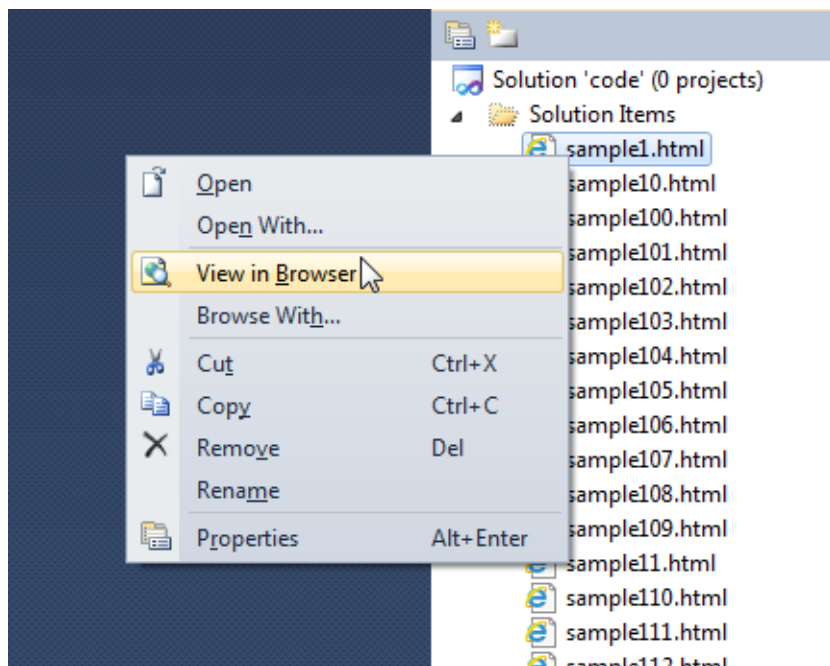 Solution 'code' (0 projects)
Solution Items
sample1.html
sample10.html
sample100.html
sample101.html
sample102.html
sample103.html
sample104.html
sample105.html
sample106.html
sample107.html
sample108.html
sample109.html
sample11.html
sample110.html
sample111.html
sample112.html
Open
Open With...
View in Browser
Browse With...
Cut Ctrl+X
Copy Ctrl+C
Remove Del
Rename
Properties Alt+Enter